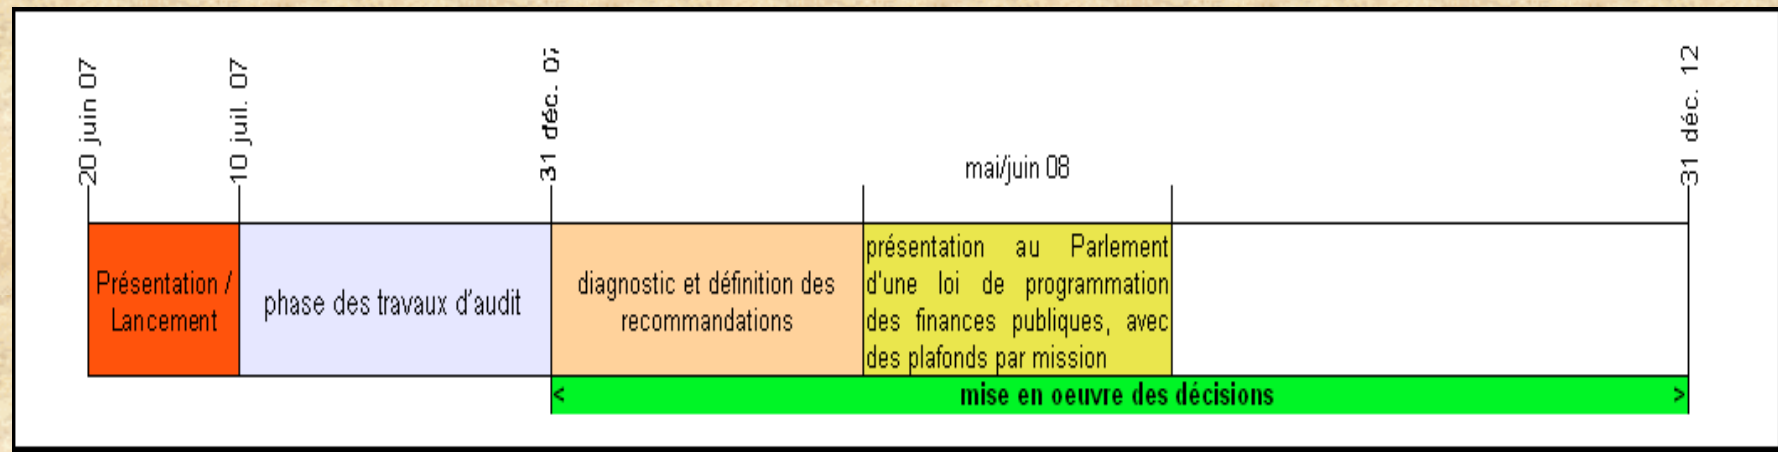 20 juin 07
10 juil. 07
31 déc. 07
mai/juin 08
31 déc. 12
Présentation /
Lancement
phase des travaux d'audit
diagnostic et définition des
recommandations
présentation au Parlement
d'une loi de programmation
des finances publiques, avec
des plafonds par mission
< mise en oeuvre des décisions >